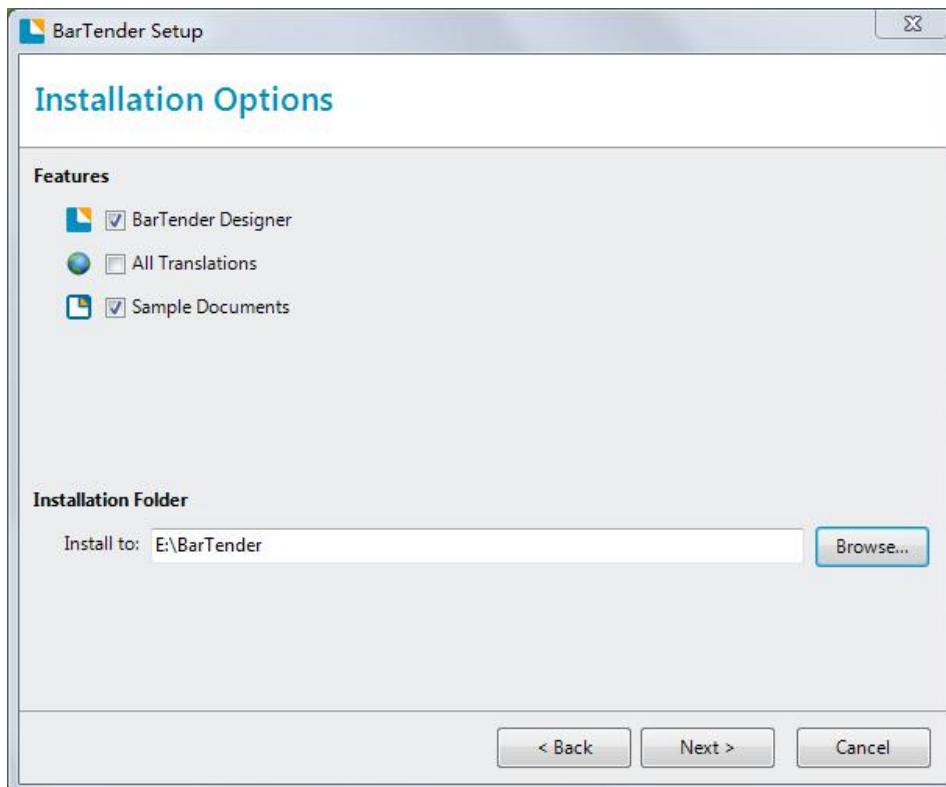 BarTender Setup
Installation Options
Features
BarTender Designer
All Translations
Sample Documents
Installation Folder
Install to: E:\BarTender Browse...
< Back Next > Cancel